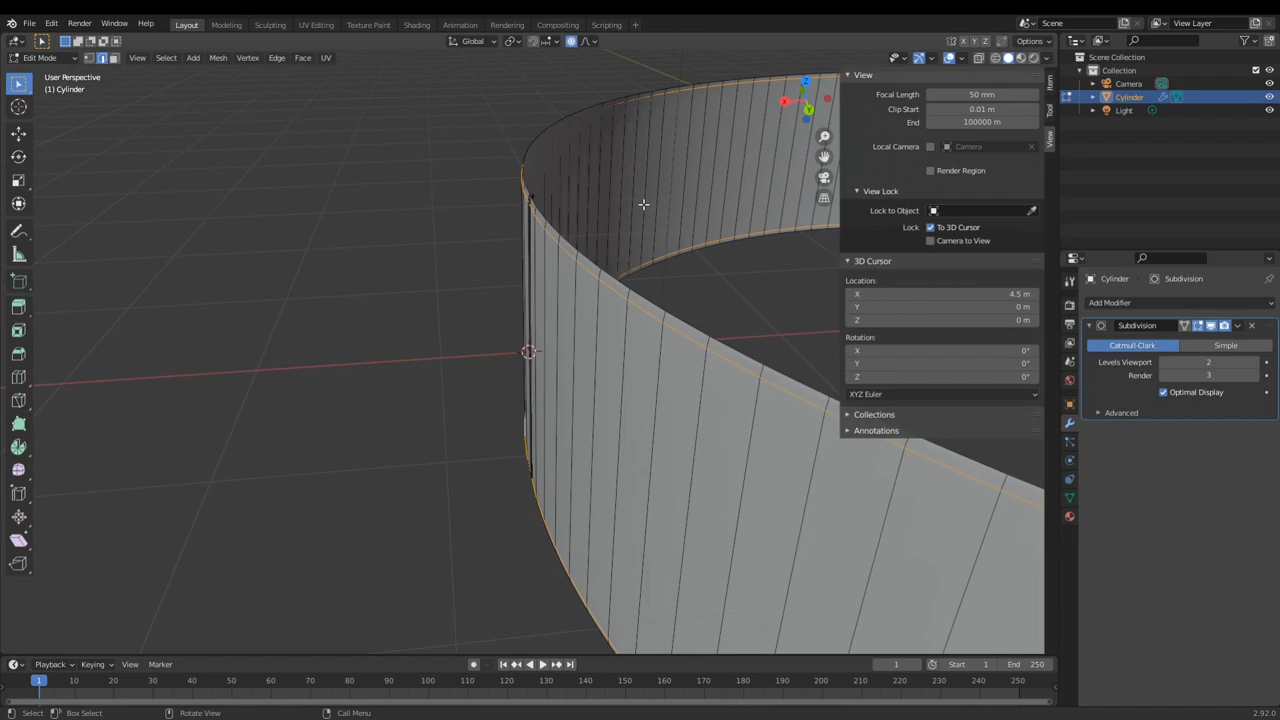 File Edit Render Window Help Layout Modeling Sculpting UV Editing Texture Paint Shading Animation Rendering Compositing Scripting + Scene View Layer
Global X Y Z Options
Edit Mode View Select Add Mesh Vertex Edge Face UV
User Perspective
(1) Cylinder
X Y Z
View
Focal Length 50 mm
Clip Start 0.01 m
End 100000 m
Local Camera Camera
Render Region
View Lock
Lock to Object
Lock To 3D Cursor
Camera to View
3D Cursor
Location:
X 4.5 m
Y 0 m
Z 0 m
Rotation:
X 0°
Y 0°
Z 0°
XYZ Euler
Collections
Annotations
Item
Tool
View
Scene Collection
Collection
Camera
Cylinder
Light
Cylinder Subdivision
Add Modifier
Subdivision
Catmull-Clark Simple
Levels Viewport 2
Render 3
Optimal Display
Advanced
Playback Keying View Marker 1 Start 1 End 250
1 10 20 30 40 50 60 70 80 90 100 110 120 130 140 150 160 170 180 190 200 210 220 230 240 250
Select Box Select Rotate View Call Menu 2.92.0